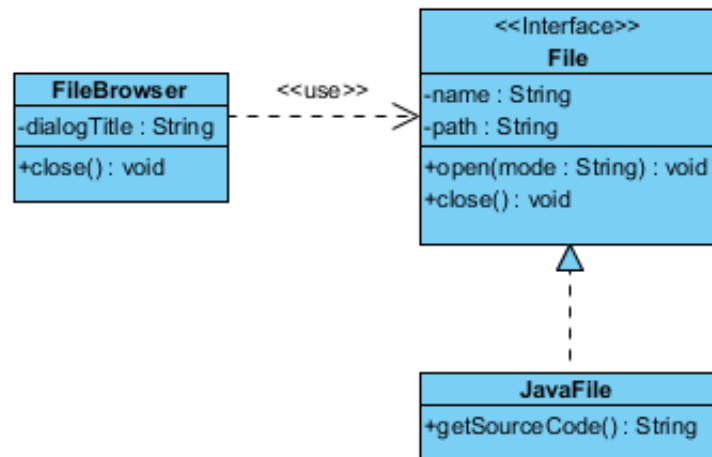 FileBrowser
-dialogTitle : String
+close() : void
<<use>>
<<Interface>>
File
-name : String
-path : String
+open(mode : String) : void
+close() : void
JavaFile
+getSourceCode() : String